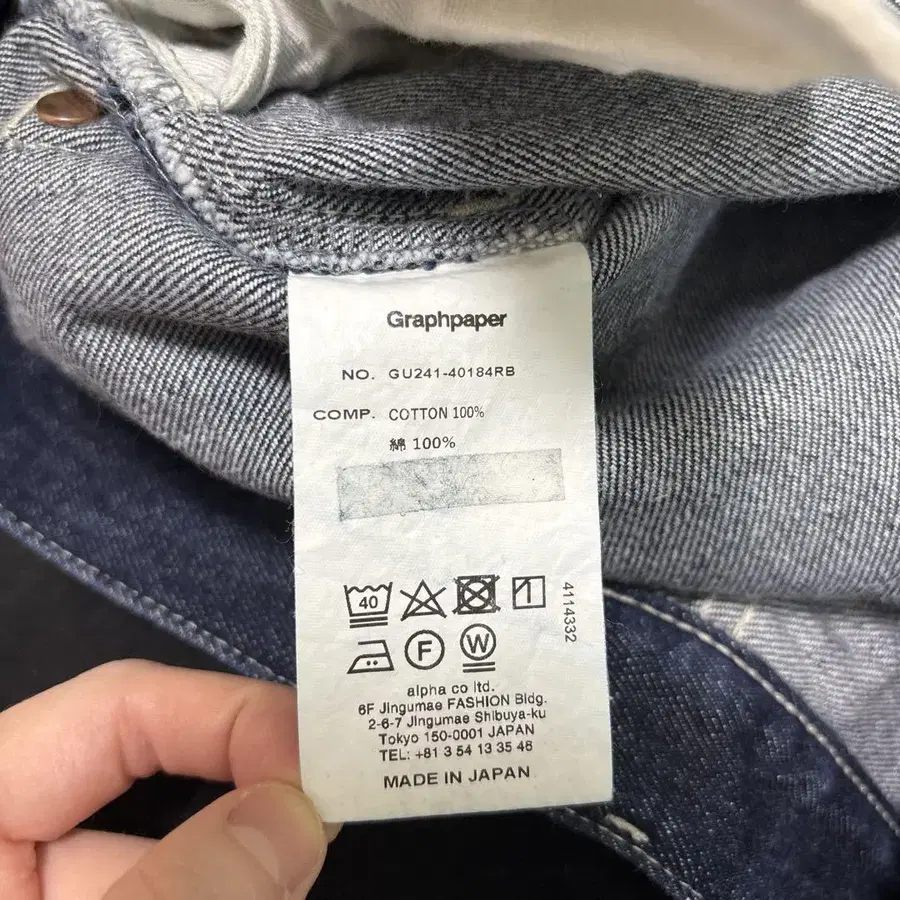 Graphpaper
NO. GU241-40184RB
COMP. COTTON 100%
綿 100%
40
4114332
F
W
alpha co ltd.
6F Jingumae FASHION Bldg.
2-6-7 Jingumae Shibuya-ku
Tokyo 150-0001 JAPAN
TEL: +81 3 54 13 35 48
MADE IN JAPAN